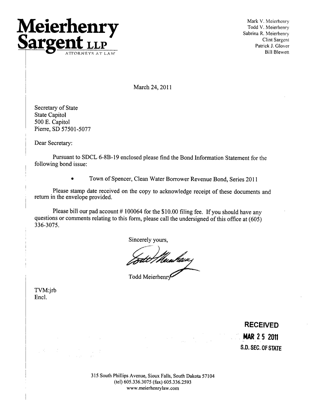 Meierhenry
Sargent LLP
ATTORNEYS AT LAW
Mark V. Meierhenry
Todd V. Meierhenry
Sabrina R. Meierhenry
Clint Sargent
Patrick J. Glover
Bill Blewett
March 24, 2011
Secretary of State
State Capitol
500 E. Capitol
Pierre, SD 57501-5077
Dear Secretary:
Pursuant to SDCL 6-8B-19 enclosed please find the Bond Information Statement for the
following bond issue:
• Town of Spencer, Clean Water Borrower Revenue Bond, Series 2011
Please stamp date received on the copy to acknowledge receipt of these documents and
return in the envelope provided.
Please bill our pad account # 100064 for the $10.00 filing fee. If you should have any
questions or comments relating to this form, please call the undersigned of this office at (605)
336-3075.
Sincerely yours,
Todd Meierhenry
TVM:jrb
Encl.
RECEIVED
MAR 25 2011
S.D. SEC. OF STATE
315 South Phillips Avenue, Sioux Falls, South Dakota 57104
(tel) 605.336.3075 (fax) 605.336.2593
www.meierhenrylaw.com